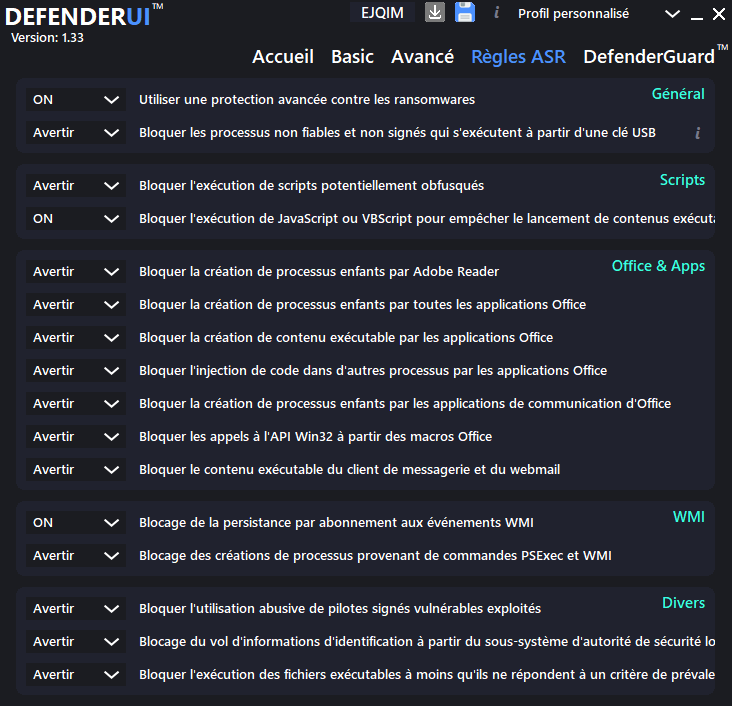 DEFENDERUI™ EJQIM i Profil personnalisé
Version: 1.33
Accueil Basic Avancé Règles ASR DefenderGuard™
Général
ON Utiliser une protection avancée contre les ransomwares
Avertir Bloquer les processus non fiables et non signés qui s'exécutent à partir d'une clé USB i
Scripts
Avertir Bloquer l'exécution de scripts potentiellement obfusqués
ON Bloquer l'exécution de JavaScript ou VBScript pour empêcher le lancement de contenus exécuta
Office & Apps
Avertir Bloquer la création de processus enfants par Adobe Reader
Avertir Bloquer la création de processus enfants par toutes les applications Office
Avertir Bloquer la création de contenu exécutable par les applications Office
Avertir Bloquer l'injection de code dans d'autres processus par les applications Office
Avertir Bloquer la création de processus enfants par les applications de communication d'Office
Avertir Bloquer les appels à l'API Win32 à partir des macros Office
Avertir Bloquer le contenu exécutable du client de messagerie et du webmail
WMI
ON Blocage de la persistance par abonnement aux événements WMI
Avertir Blocage des créations de processus provenant de commandes PSExec et WMI
Divers
Avertir Bloquer l'utilisation abusive de pilotes signés vulnérables exploités
Avertir Blocage du vol d'informations d'identification à partir du sous-système d'autorité de sécurité lo
Avertir Bloquer l'exécution des fichiers exécutables à moins qu'ils ne répondent à un critère de prévale